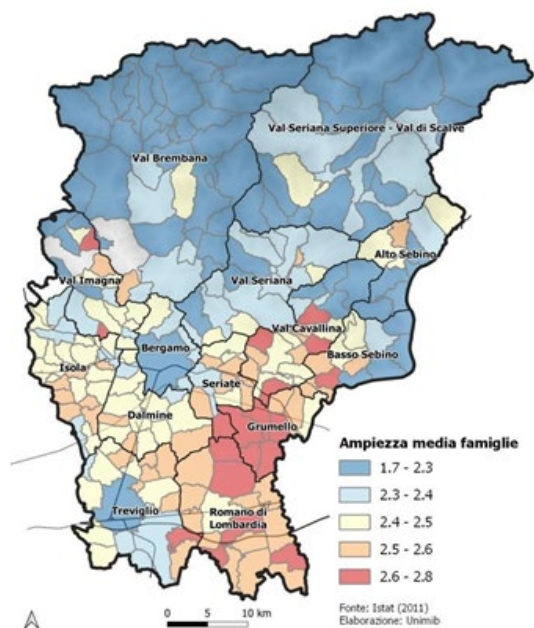 Val Seriana Superiore - Val di Scalve
Val Brembana
Alto Sebino
Val Imagna
Val Seriana
Val Cavallina
Bergamo
Basso Sebino
Isola
Seriate
Dalmine
Grumello
Treviglio
Romano di
Lombardia
Ampiezza media famiglie
1.7 - 2.3
2.3 - 2.4
2.4 - 2.5
2.5 - 2.6
2.6 - 2.8
0 5 10 km
Fonte: Istat (2011)
Elaborazione: Unimib